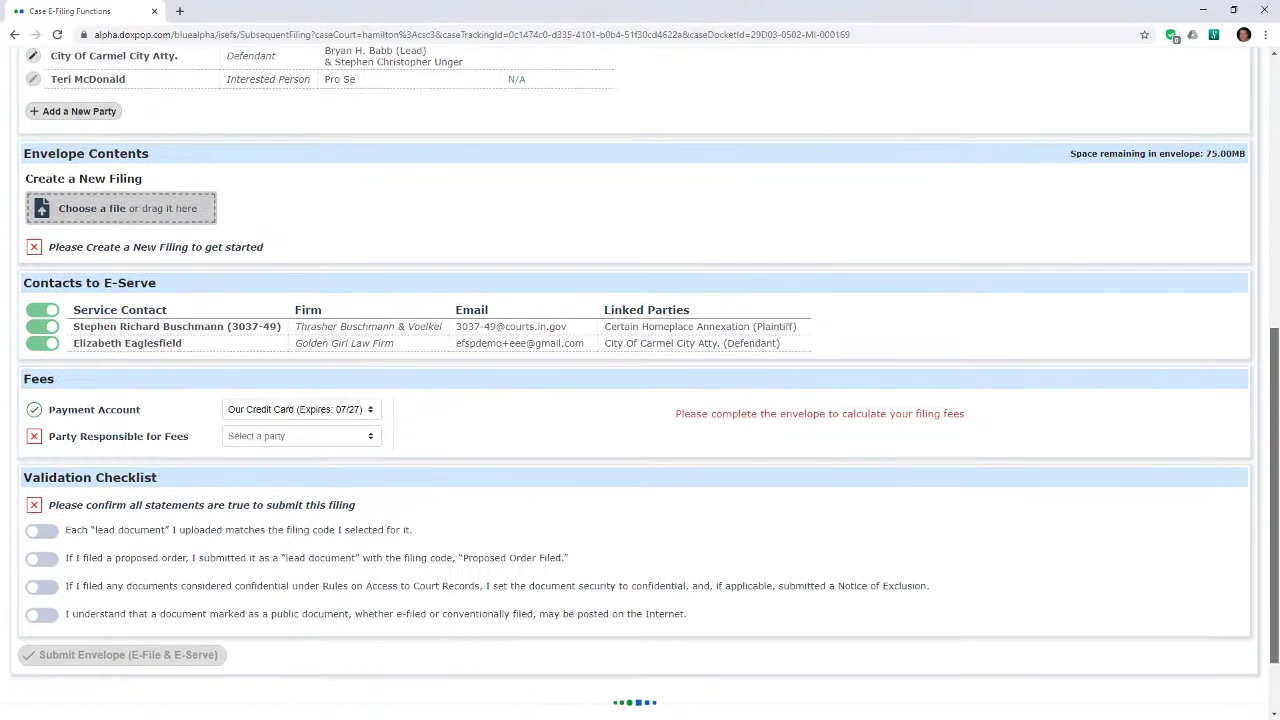 Case E-Filing Functions
alpha.doxpop.com/bluealpha/isefs/SubsequentFiling?caseCourt=hamilton%3Acsc3&caseTrackingId=0c1474c0-d335-4101-b0b4-51f30cd4622a&caseDocketId=29D03-0502-MI-000169
City Of Carmel City Atty. Defendant Bryan H. Babb (Lead)
& Stephen Christopher Unger
Teri McDonald Interested Person Pro Se N/A
+ Add a New Party
Envelope Contents Space remaining in envelope: 75.00MB
Create a New Filing
Choose a file or drag it here
Please Create a New Filing to get started
Contacts to E-Serve
Service Contact Firm Email Linked Parties
Stephen Richard Buschmann (3037-49) Thrasher Buschmann & Voelkel 3037-49@courts.in.gov Certain Homeplace Annexation (Plaintiff)
Elizabeth Eaglesfield Golden Girl Law Firm efspdemo+eee@gmail.com City Of Carmel City Atty. (Defendant)
Fees
Payment Account Our Credit Card (Expires: 07/27) Please complete the envelope to calculate your filing fees
Party Responsible for Fees Select a party
Validation Checklist
Please confirm all statements are true to submit this filing
Each “lead document” I uploaded matches the filing code I selected for it.
If I filed a proposed order, I submitted it as a “lead document” with the filing code, “Proposed Order Filed.”
If I filed any documents considered confidential under Rules on Access to Court Records, I set the document security to confidential, and, if applicable, submitted a Notice of Exclusion.
I understand that a document marked as a public document, whether e-filed or conventionally filed, may be posted on the Internet.
Submit Envelope (E-File & E-Serve)